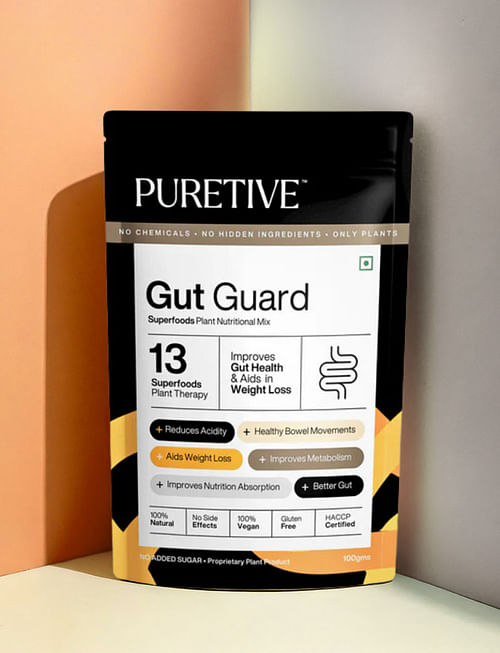 PURETIVE™
NO CHEMICALS • NO HIDDEN INGREDIENTS • ONLY PLANTS
Gut Guard
Superfoods Plant Nutritional Mix
13
Superfoods
Plant Therapy
Improves
Gut Health
& Aids in
Weight Loss
+ Reduces Acidity
+ Healthy Bowel Movements
+ Aids Weight Loss
+ Improves Metabolism
+ Improves Nutrition Absorption
+ Better Gut
100%
Natural
No Side
Effects
100%
Vegan
Gluten
Free
HACCP
Certified
NO ADDED SUGAR • Proprietary Plant Product
100gms